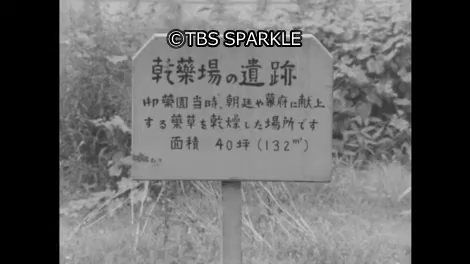 ©TBS SPARKLE
乾藥場の遺跡
御薬園当時、朝廷や幕府に献上
する薬草を乾燥した場所です
面積 40坪(132㎡)